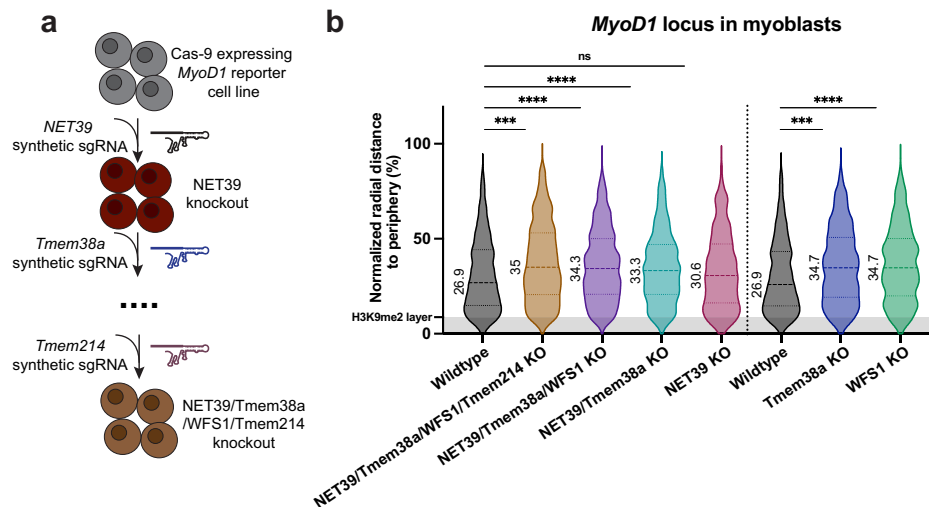 a
Cas-9 expressing
MyoD1 reporter
cell line
NET39
synthetic sgRNA
NET39
knockout
Tmem38a
synthetic sgRNA
....
Tmem214
synthetic sgRNA
NET39/Tmem38a
/WFS1/Tmem214
knockout
b
MyoD1 locus in myoblasts
ns
****
****
***
****
***
Normalized radial distance
to periphery (%)
100
50
H3K9me2 layer
0
26.9
35
34.3
33.3
30.6
26.9
34.7
34.7
Wildtype
NET39/Tmem38a/WFS1/Tmem214 KO
NET39/Tmem38a/WFS1 KO
NET39/Tmem38a KO
NET39 KO
Wildtype
Tmem38a KO
WFS1 KO